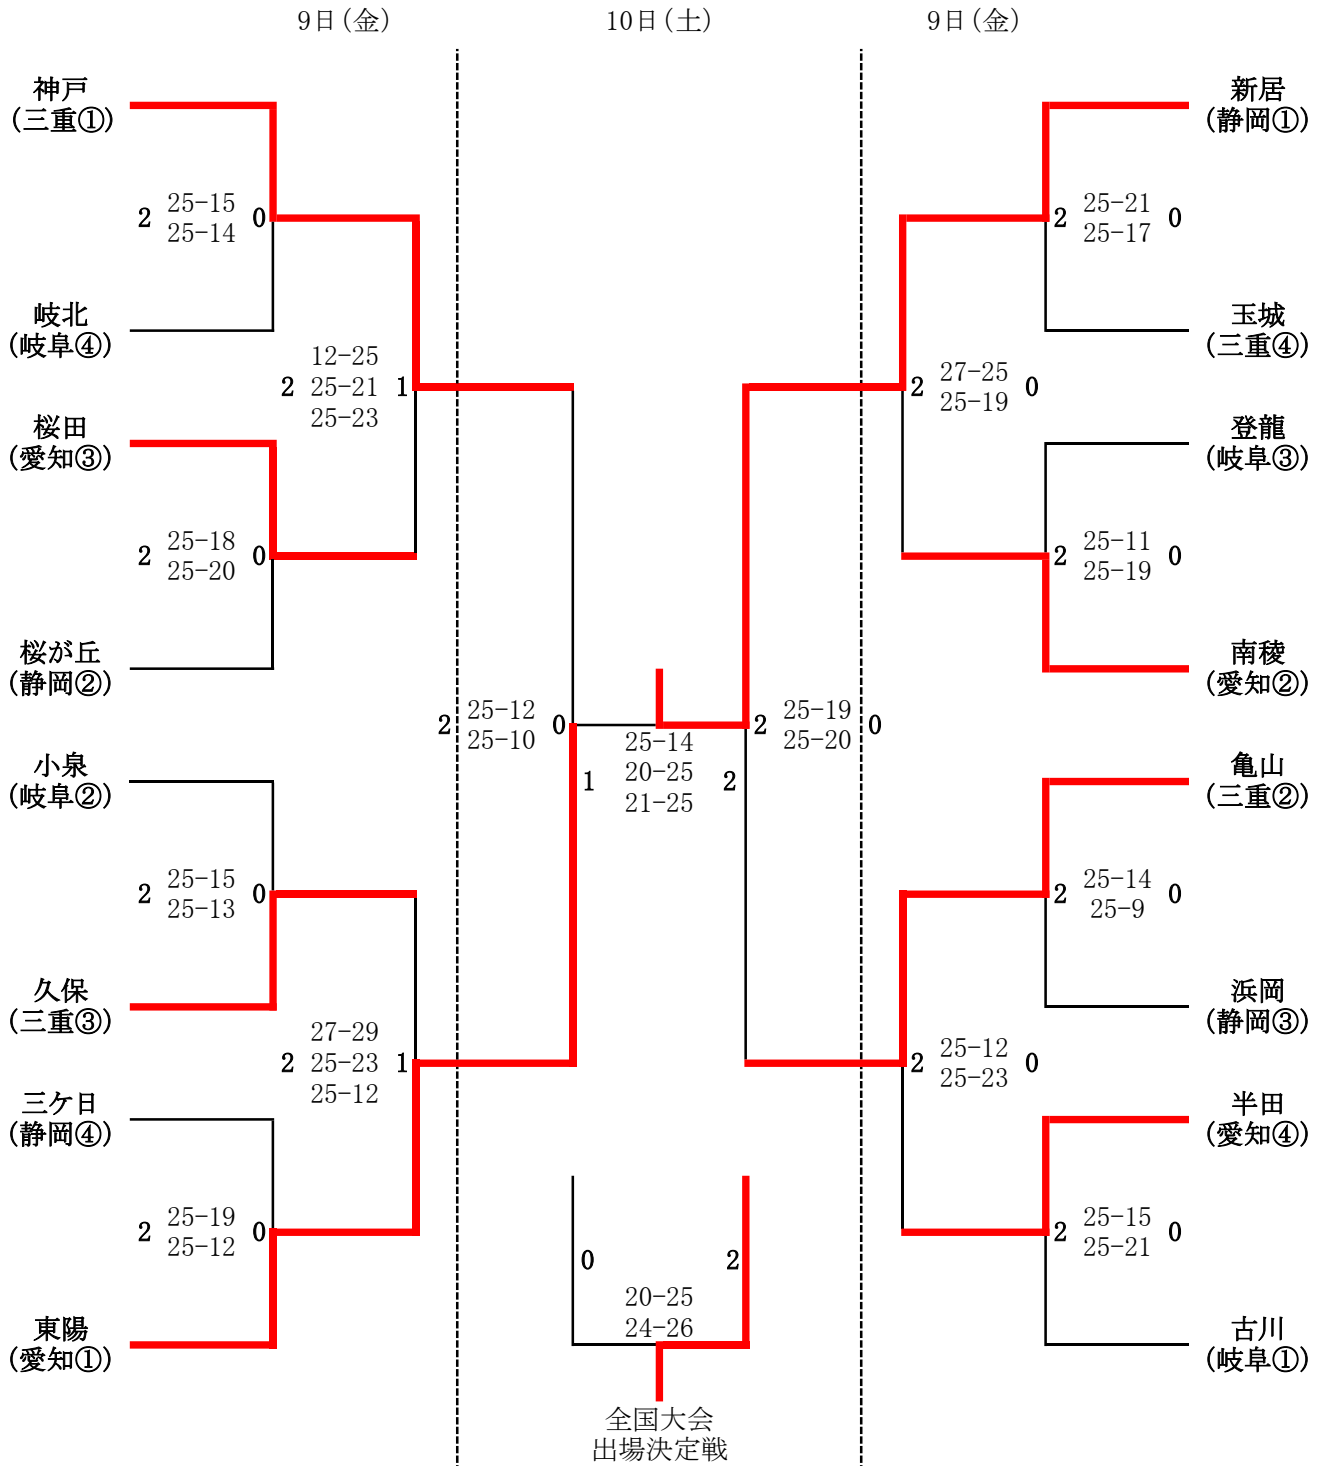 9日(金)
10日(土)
9日(金)
神戸
(三重①)
新居
(静岡①)
2 25-15 0
25-14
2 25-21 0
25-17
岐北
(岐阜④)
玉城
(三重④)
12-25
2 25-21 1
25-23
2 27-25 0
25-19
桜田
(愛知③)
登龍
(岐阜③)
2 25-18 0
25-20
2 25-11 0
25-19
桜が丘
(静岡②)
南稜
(愛知②)
2 25-12 0
25-10
2 25-19 0
25-20
25-14
1 20-25 2
21-25
小泉
(岐阜②)
亀山
(三重②)
2 25-15 0
25-13
2 25-14 0
25-9
久保
(三重③)
浜岡
(静岡③)
27-29
2 25-23 1
25-12
2 25-12 0
25-23
三ケ日
(静岡④)
半田
(愛知④)
2 25-19 0
25-12
2 25-15 0
25-21
0 2
20-25
24-26
東陽
(愛知①)
古川
(岐阜①)
全国大会
出場決定戦